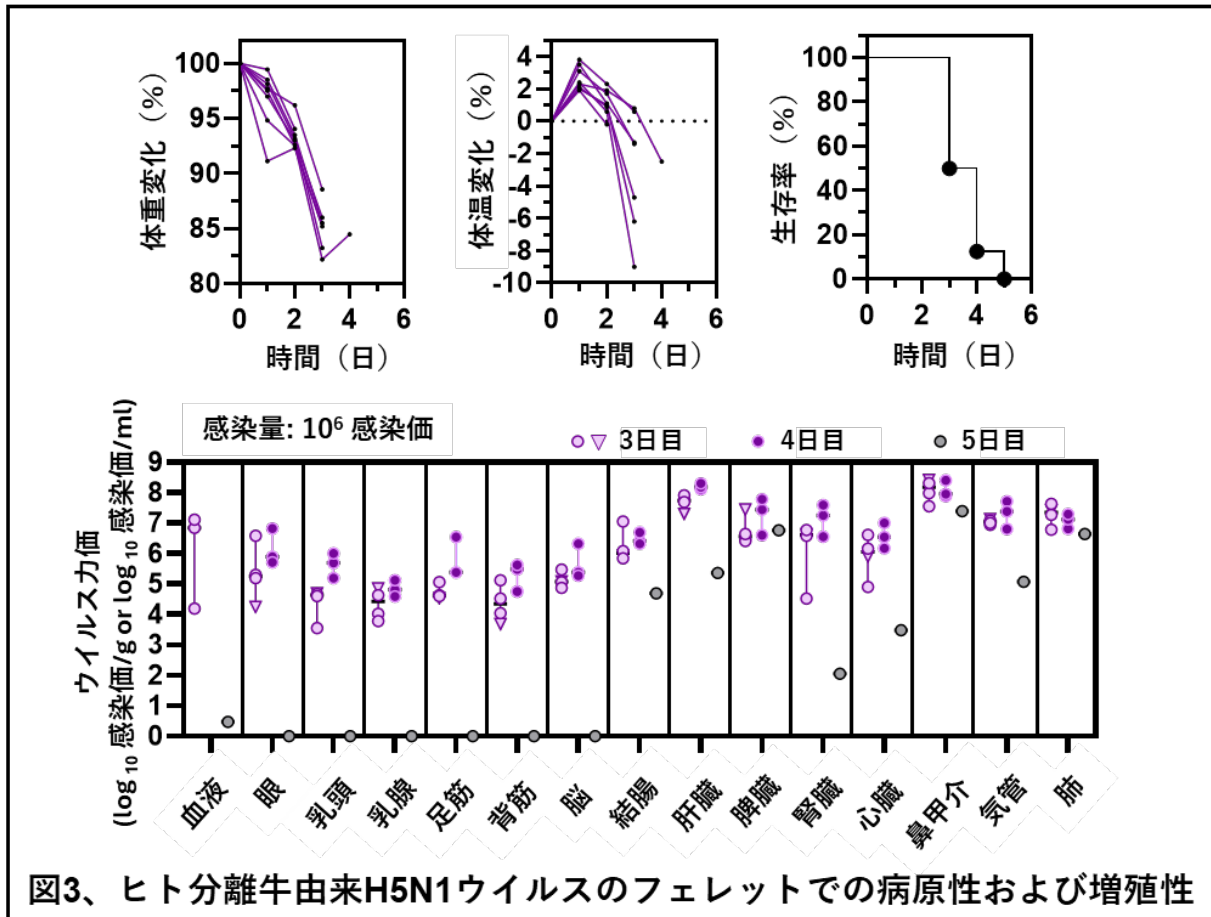 100
95
90
85
80
体重変化（%）
0 2 4 6
時間（日）
4
2
0
-2
-4
-6
-8
-10
体温変化（%）
0 2 4 6
時間（日）
100
80
60
40
20
0
生存率（%）
0 2 4 6
時間（日）
感染量: 10⁶ 感染価
3日目 4日目 5日目
9
8
7
6
5
4
3
2
1
0
ウイルス力価
(log ₁₀ 感染価/g or log ₁₀ 感染価/ml)
血液 眼 乳頭 乳腺 足筋 背筋 脳 結腸 肝臓 脾臓 腎臓 心臓 鼻甲介 気管 肺
図3、ヒト分離牛由来H5N1ウイルスのフェレットでの病原性および増殖性